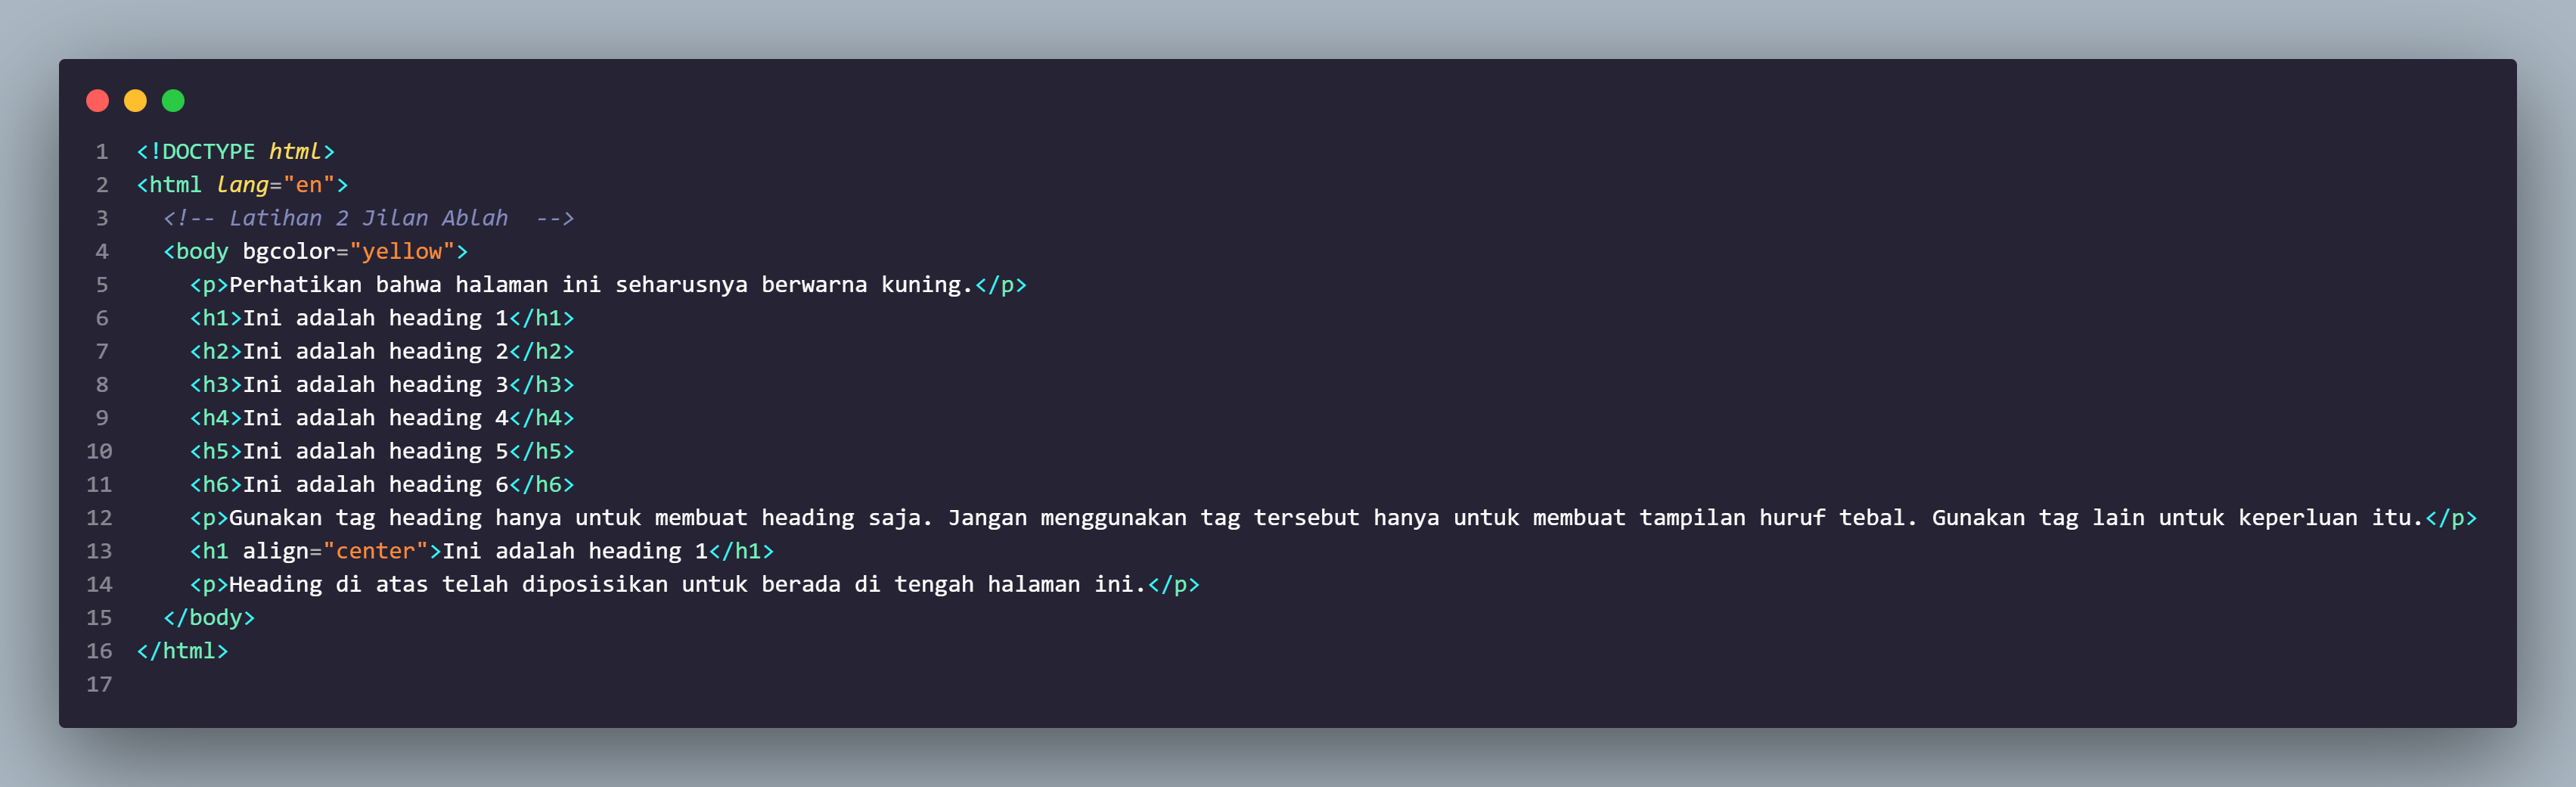 1 <!DOCTYPE html>
2 <html lang="en">
3   <!-- Latihan 2 Jilan Ablah  -->
4   <body bgcolor="yellow">
5     <p>Perhatikan bahwa halaman ini seharusnya berwarna kuning.</p>
6     <h1>Ini adalah heading 1</h1>
7     <h2>Ini adalah heading 2</h2>
8     <h3>Ini adalah heading 3</h3>
9     <h4>Ini adalah heading 4</h4>
10     <h5>Ini adalah heading 5</h5>
11     <h6>Ini adalah heading 6</h6>
12     <p>Gunakan tag heading hanya untuk membuat heading saja. Jangan menggunakan tag tersebut hanya untuk membuat tampilan huruf tebal. Gunakan tag lain untuk keperluan itu.</p>
13     <h1 align="center">Ini adalah heading 1</h1>
14     <p>Heading di atas telah diposisikan untuk berada di tengah halaman ini.</p>
15   </body>
16 </html>
17